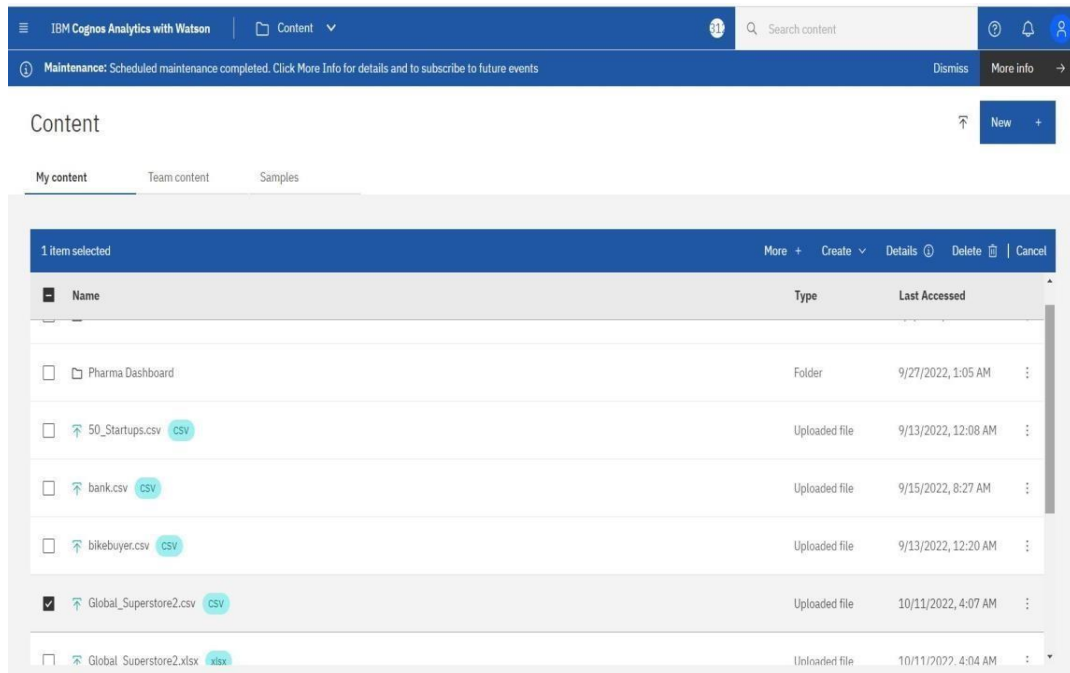 IBM Cognos Analytics with Watson Content Search content
Maintenance: Scheduled maintenance completed. Click More Info for details and to subscribe to future events Dismiss More info
Content New +
My content Team content Samples
1 item selected More + Create Details Delete | Cancel
Name Type Last Accessed
Pharma Dashboard Folder 9/27/2022, 1:05 AM
50_Startups.csv CSV Uploaded file 9/13/2022, 12:08 AM
bank.csv CSV Uploaded file 9/15/2022, 8:27 AM
bikebuyer.csv CSV Uploaded file 9/13/2022, 12:20 AM
Global_Superstore2.csv CSV Uploaded file 10/11/2022, 4:07 AM
Global_Superstore2.xlsx xlsx Uploaded file 10/11/2022, 4:04 AM